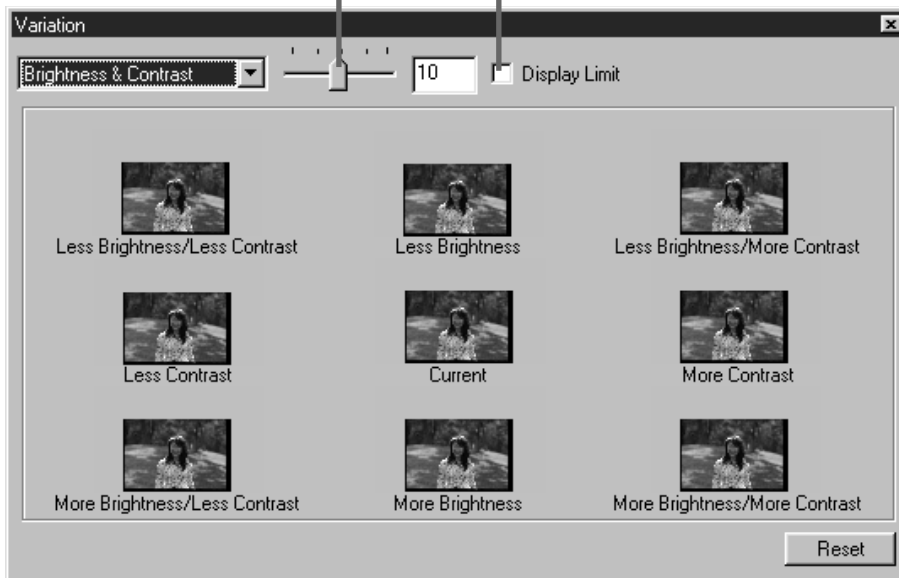 Variation
Brightness & Contrast 10 Display Limit
Less Brightness/Less Contrast Less Brightness Less Brightness/More Contrast
Less Contrast Current More Contrast
More Brightness/Less Contrast More Brightness More Brightness/More Contrast
Reset